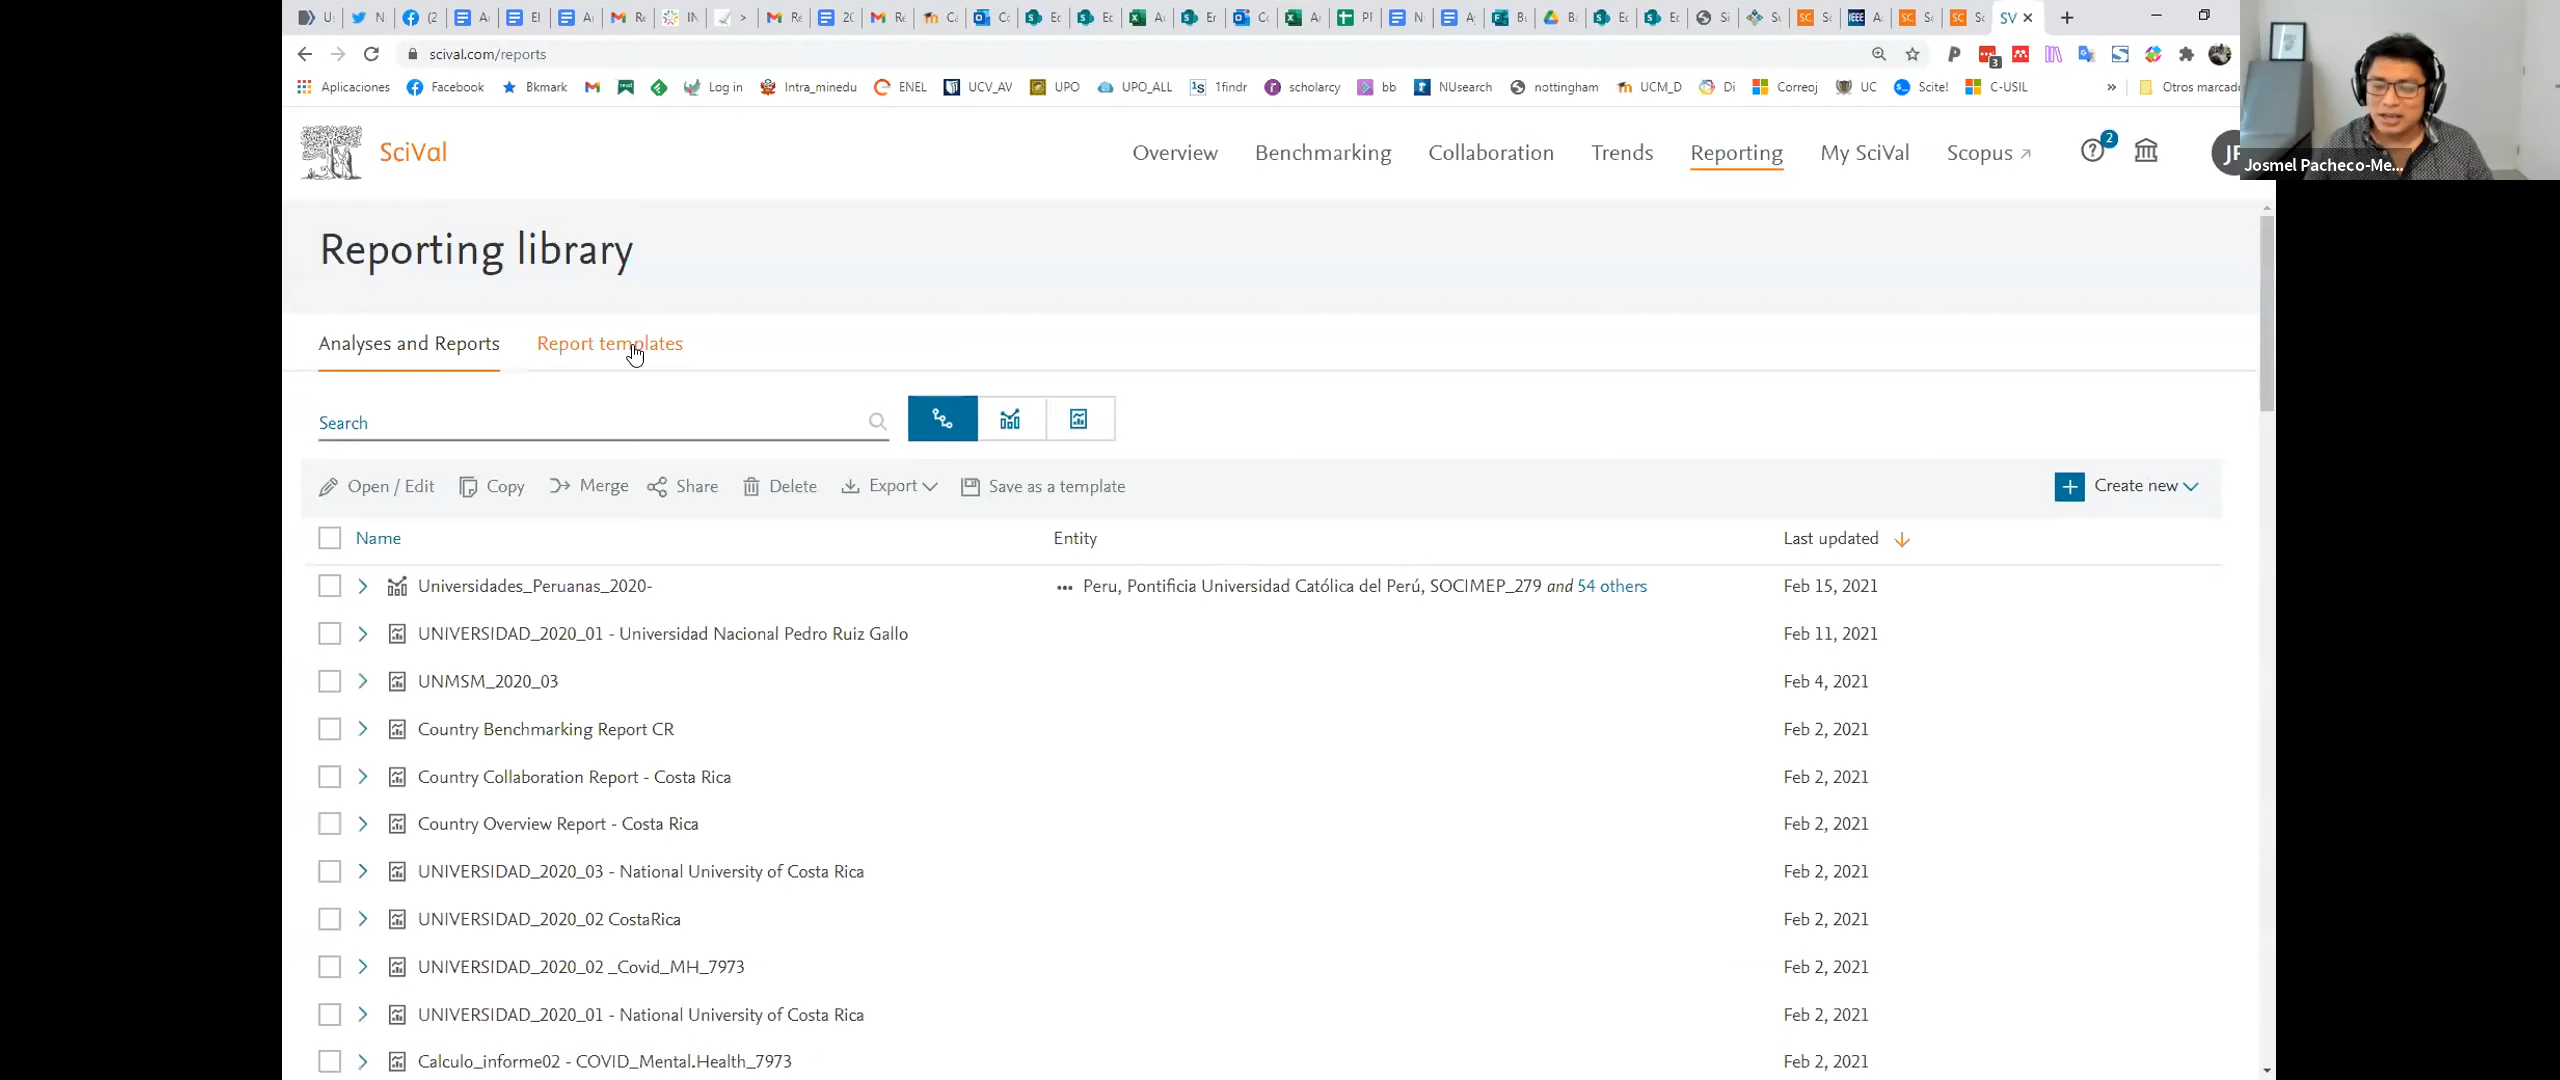 scival.com/reports
Aplicaciones Facebook Bkmark Log in Intra_minedu ENEL UCV_AV UPO UPO_ALL 1findr scholarcy bb NUsearch nottingham UCM_D Di Correoj UC Scite! C-USIL » Otros marcado
SciVal
Overview Benchmarking Collaboration Trends Reporting My SciVal Scopus ↗ 2
Josmel Pacheco-Me...
Reporting library
Analyses and Reports Report templates
Search
Open / Edit Copy Merge Share Delete Export Save as a template Create new
Name Entity Last updated
Universidades_Peruanas_2020- ••• Peru, Pontificia Universidad Católica del Perú, SOCIMEP_279 and 54 others Feb 15, 2021
UNIVERSIDAD_2020_01 - Universidad Nacional Pedro Ruiz Gallo Feb 11, 2021
UNMSM_2020_03 Feb 4, 2021
Country Benchmarking Report CR Feb 2, 2021
Country Collaboration Report - Costa Rica Feb 2, 2021
Country Overview Report - Costa Rica Feb 2, 2021
UNIVERSIDAD_2020_03 - National University of Costa Rica Feb 2, 2021
UNIVERSIDAD_2020_02 CostaRica Feb 2, 2021
UNIVERSIDAD_2020_02 _Covid_MH_7973 Feb 2, 2021
UNIVERSIDAD_2020_01 - National University of Costa Rica Feb 2, 2021
Calculo_informe02 - COVID_Mental.Health_7973 Feb 2, 2021